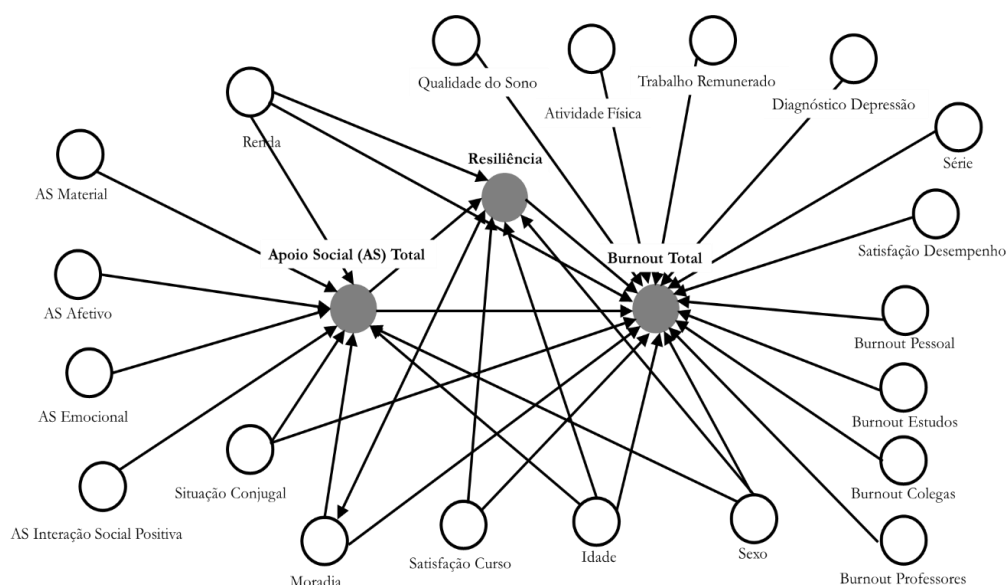 Qualidade do Sono
Trabalho Remunerado
Diagnóstico Depressão
Atividade Física
Renda
Série
Resiliência
AS Material
Apoio Social (AS) Total
Burnout Total
Satisfação Desempenho
AS Afetivo
Burnout Pessoal
AS Emocional
Burnout Estudos
Situação Conjugal
Burnout Colegas
AS Interação Social Positiva
Satisfação Curso
Idade
Sexo
Moradia
Burnout Professores